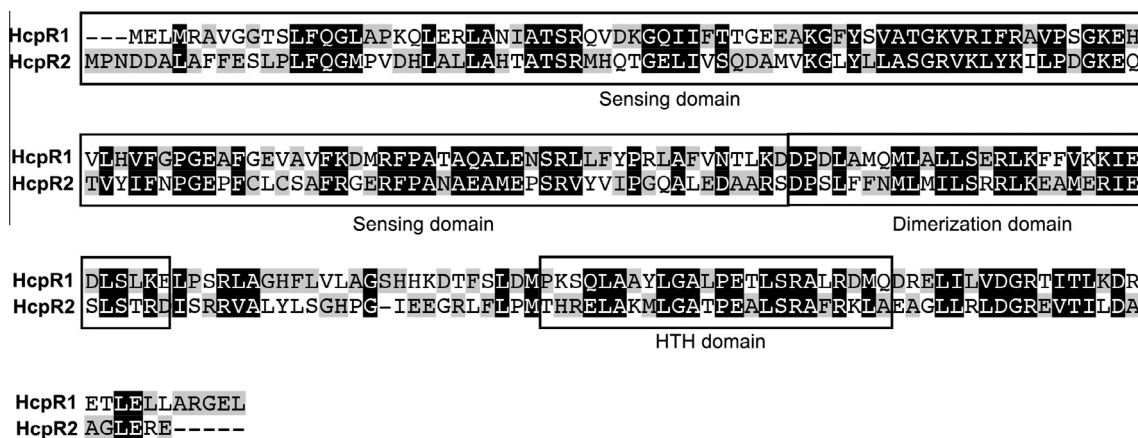 HcpR1 ---MELMRAVGGTSLFQGLAPKQLERLANIATSRQVDKGQIIFTTGEEAKGFYSVATGKVRIFRAVPSGKEH
HcpR2 MPNDDALAFFESLPLFQGMPVDHLALLAHTATSRMHQTGELIVSQDAMVKGLYLLASGRVKLYKILPDGKEQ
Sensing domain
HcpR1 VLHVFGPGEAFGEVAVFKDMRFPATAQALENSRLLFYPRLAFVNTLKDDPDLAMQMLALLSERLKFFVKKIE
HcpR2 TVYIFNPGEPFCLCSAFRGERFPANAEAMEPSRVYVIPGQALEDAARSDPSLFFNMLMILSRRLKEAMERIE
Sensing domain Dimerization domain
HcpR1 DLSLKELPSRLAGHFLVLAGSHHKDTFSLDMPKSQLAAYLGALPETLSRALRDMQDRELILVDGRTITLKDR
HcpR2 SLSTRDISRRVALYLSGHPG-IEEGRLFLPMTHRELAKMLGATPEALSRAFRKLAEAGLLRLDGREVTILDA
HTH domain
HcpR1 ETLELLARGEL
HcpR2 AGLERE-----